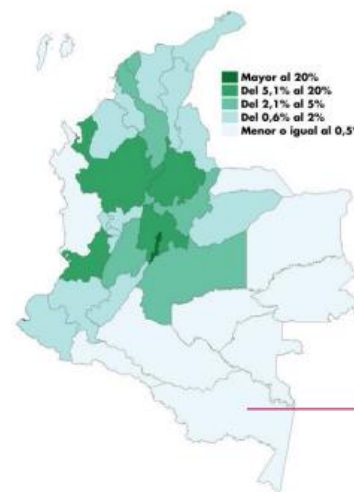 Mayor al 20%
Del 5,1% al 20%
Del 2,1% al 5%
Del 0,6% al 2%
Menor o igual al 0,5%